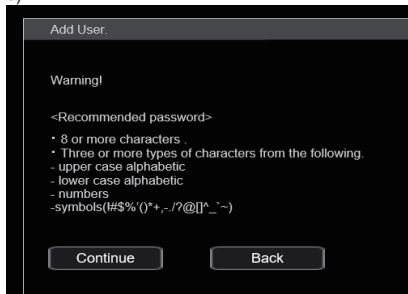 Add User.
Warning!
<Recommended password>
・8 or more characters .
・Three or more types of characters from the following.
- upper case alphabetic
- lower case alphabetic
- numbers
-symbols(!#$%'()*+,-./?@[]^_`~)
Continue Back